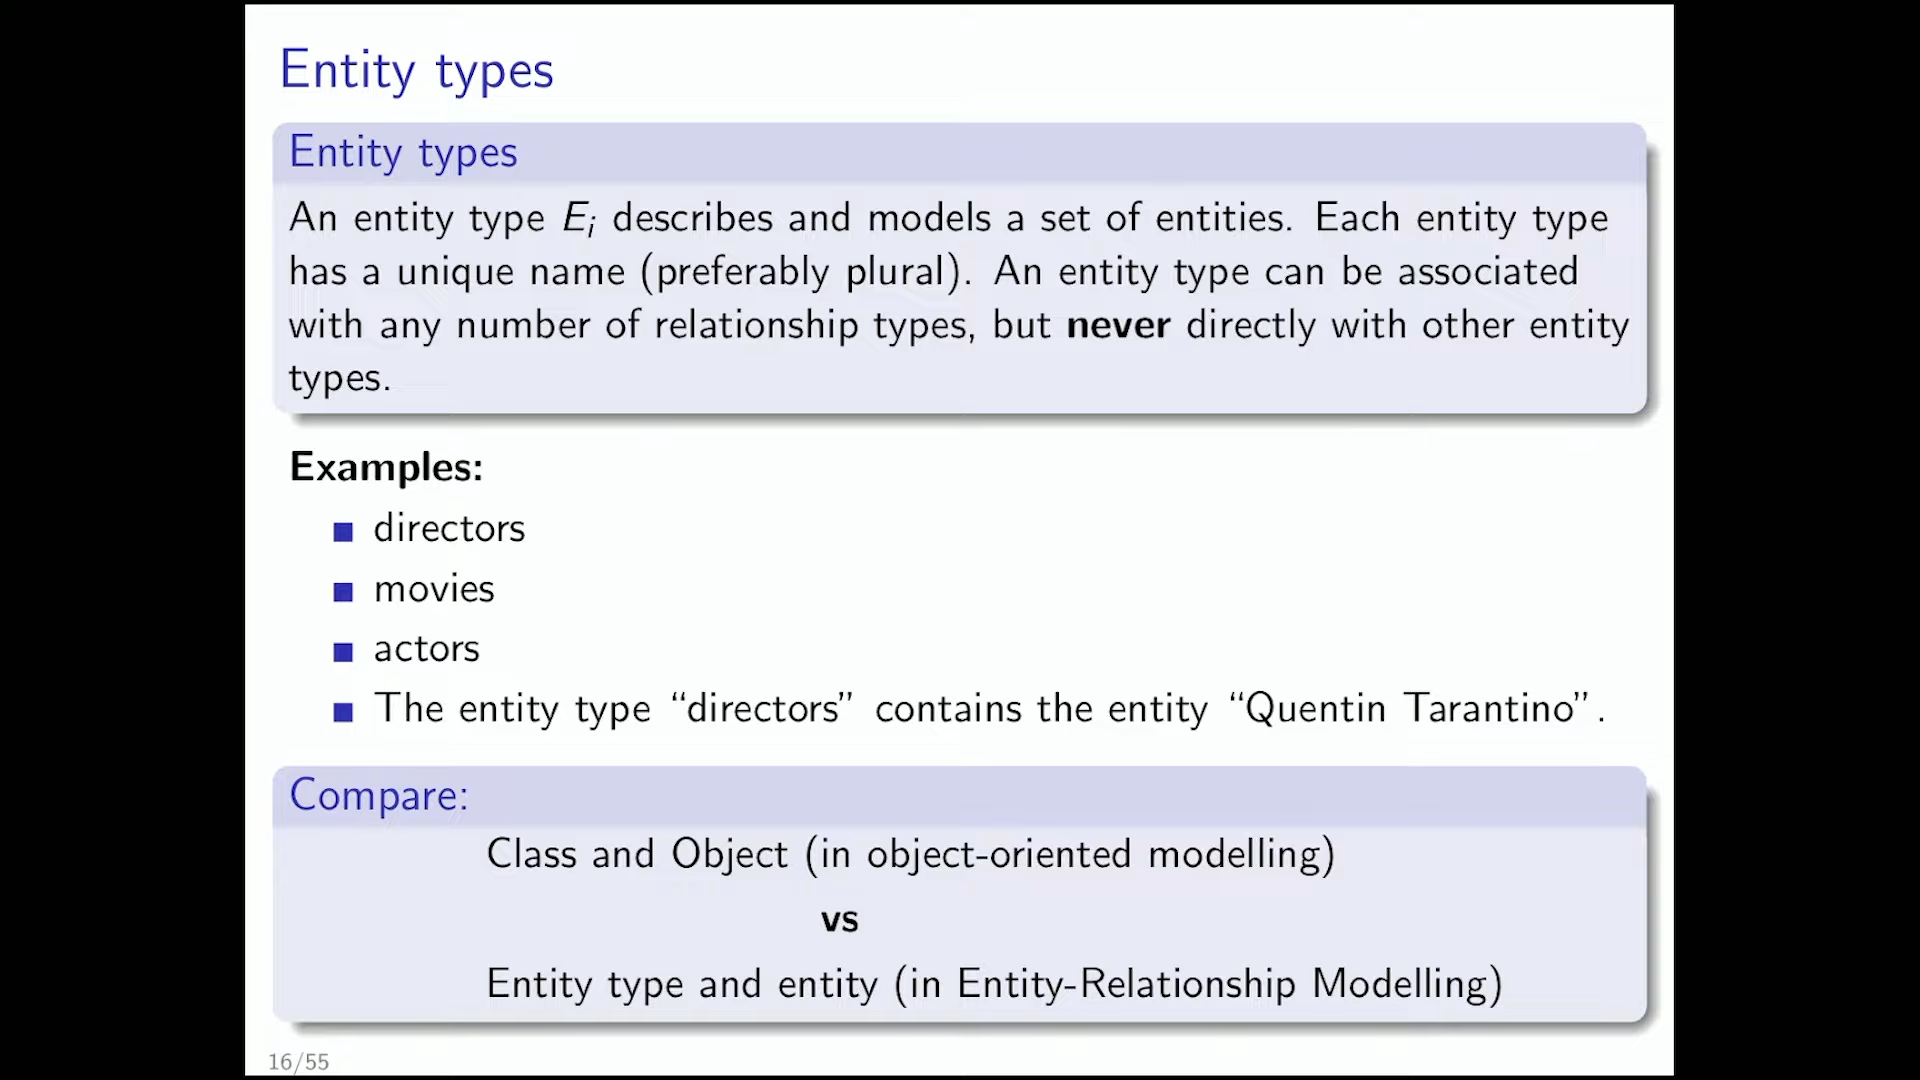 Entity types
Entity types
An entity type Ei describes and models a set of entities. Each entity type
has a unique name (preferably plural). An entity type can be associated
with any number of relationship types, but never directly with other entity
types.
Examples:
directors
movies
actors
The entity type “directors” contains the entity “Quentin Tarantino”.
Compare:
Class and Object (in object-oriented modelling)
vs
Entity type and entity (in Entity-Relationship Modelling)
16/55